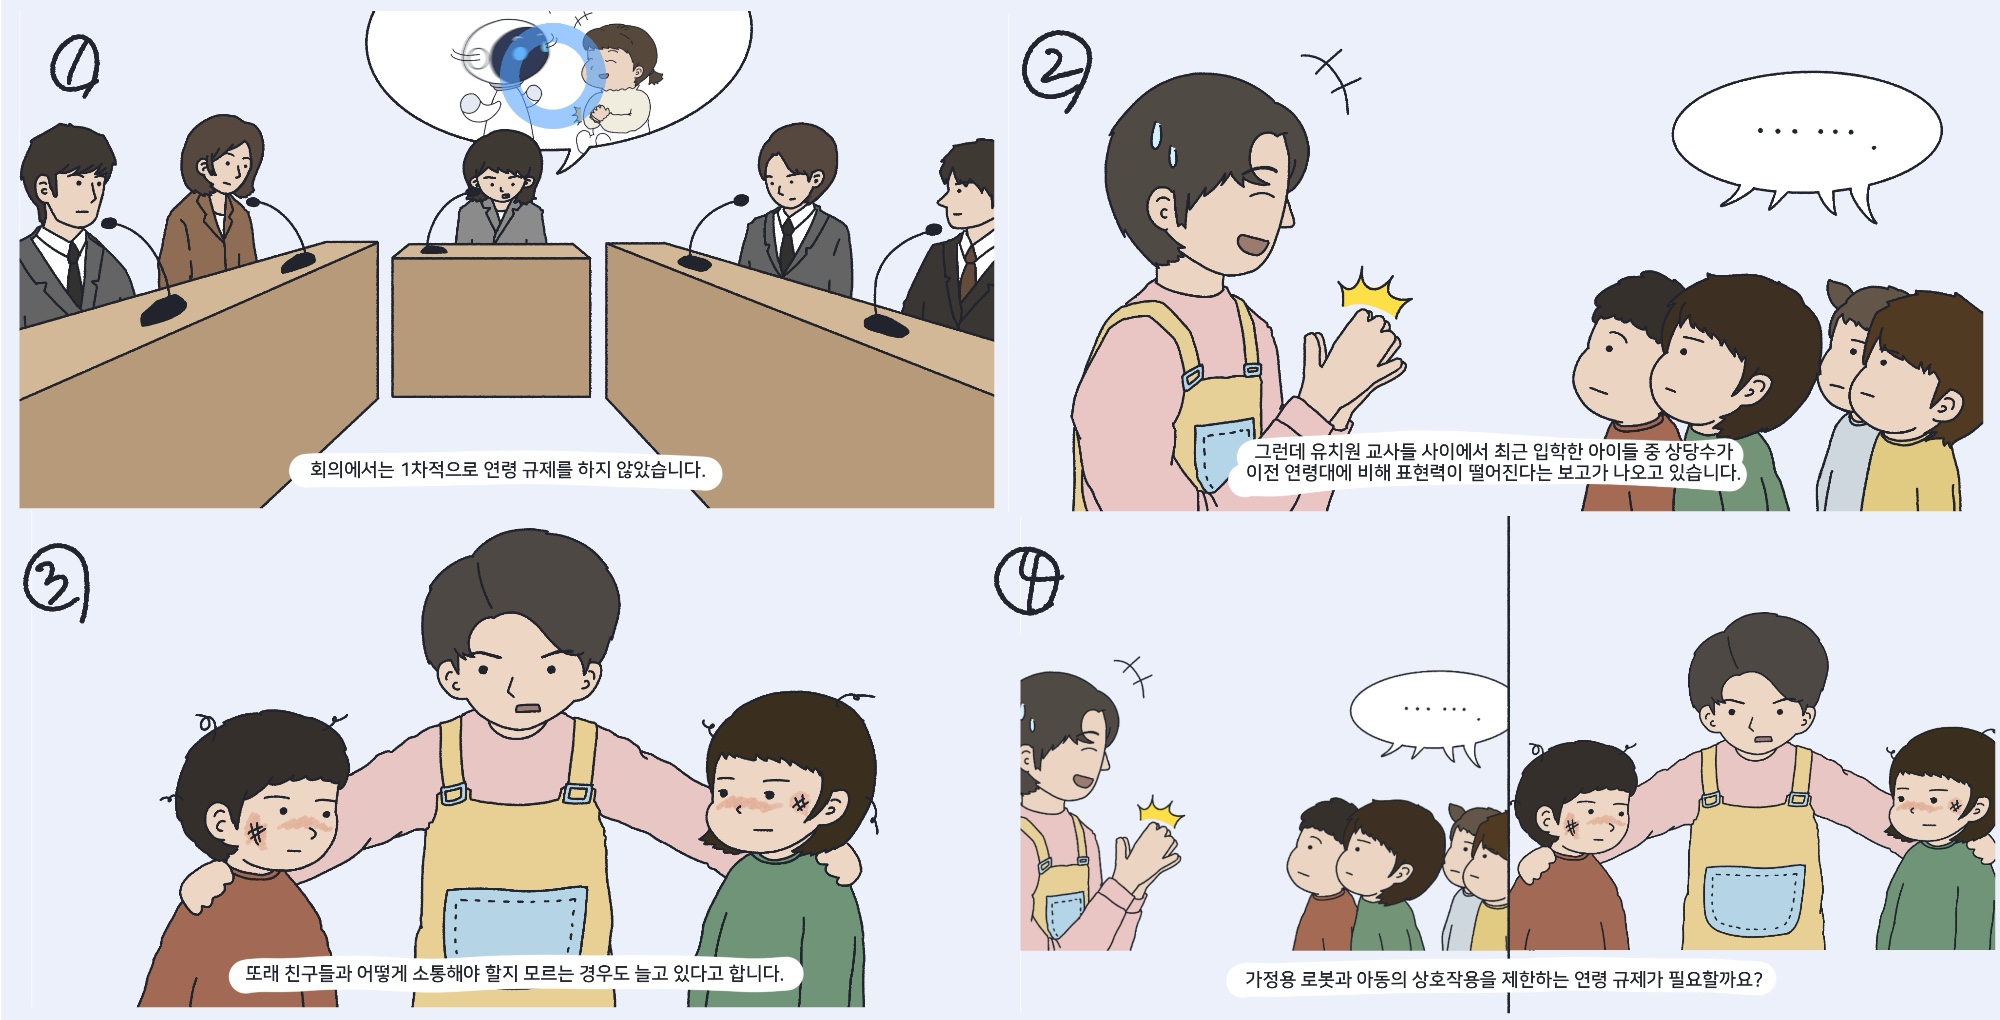 ①
회의에서는 1차적으로 연령 규제를 하지 않았습니다.
②
...... .
그런데 유치원 교사들 사이에서 최근 입학한 아이들 중 상당수가
이전 연령대에 비해 표현력이 떨어진다는 보고가 나오고 있습니다.
③
또래 친구들과 어떻게 소통해야 할지 모르는 경우도 늘고 있다고 합니다.
④
...... .
가정용 로봇과 아동의 상호작용을 제한하는 연령 규제가 필요할까요?